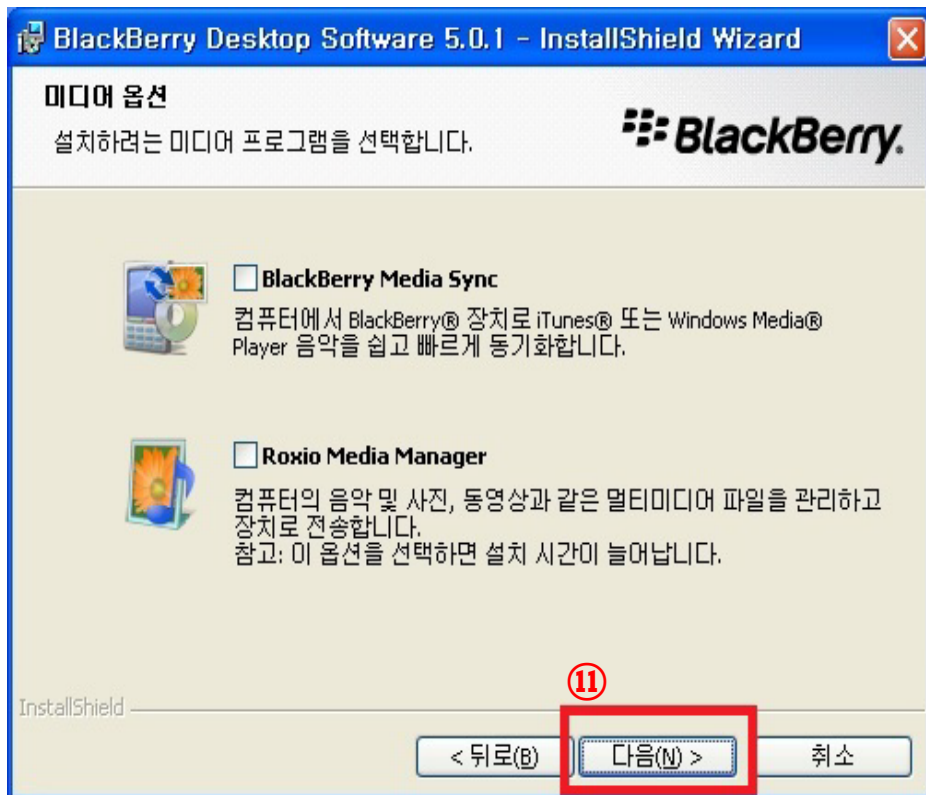 BlackBerry Desktop Software 5.0.1 - InstallShield Wizard
미디어 옵션
설치하려는 미디어 프로그램을 선택합니다.
BlackBerry.
BlackBerry Media Sync
컴퓨터에서 BlackBerry® 장치로 iTunes® 또는 Windows Media®
Player 음악을 쉽고 빠르게 동기화합니다.
Roxio Media Manager
컴퓨터의 음악 및 사진, 동영상과 같은 멀티미디어 파일을 관리하고
장치로 전송합니다.
참고: 이 옵션을 선택하면 설치 시간이 늘어납니다.
⑪
InstallShield
< 뒤로(B) 다음(N) > 취소